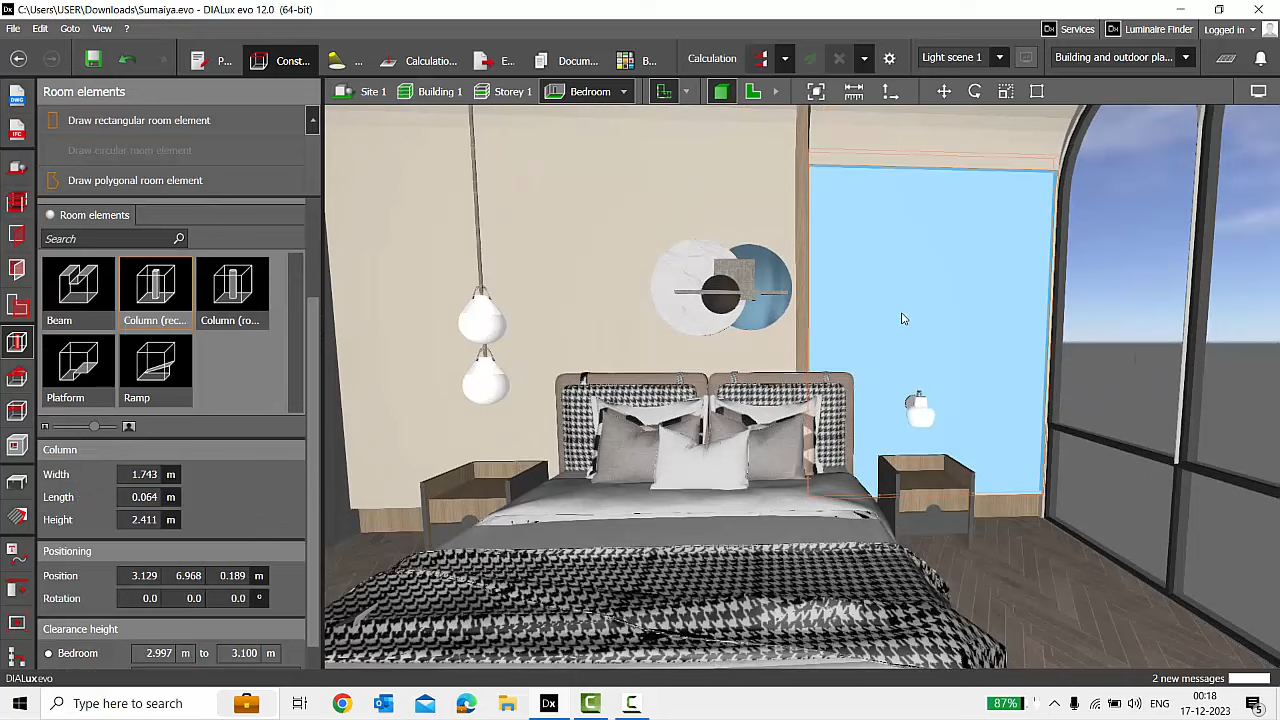 C:\Users\USER\Downloads\Sumaiya.evo - DIALux evo 12.0 (64-bit)
File Edit Goto View ? Services Luminaire Finder Logged in
P... Const... ... Calculatio... E... Docum... B... Calculation Light scene 1 Building and outdoor pla...
Room elements
Site 1 Building 1 Storey 1 Bedroom
Draw rectangular room element
Draw circular room element
Draw polygonal room element
Room elements
Search
Beam Column (rec... Column (ro...
Platform Ramp
Column
Width 1.743 m
Length 0.064 m
Height 2.411 m
Positioning
Position 3.129 6.968 0.189 m
Rotation 0.0 0.0 0.0 °
Clearance height
Bedroom 2.997 m to 3.100 m
DIALux evo
2 new messages
Type here to search
87%
ENG
00:18
17-12-2023
5